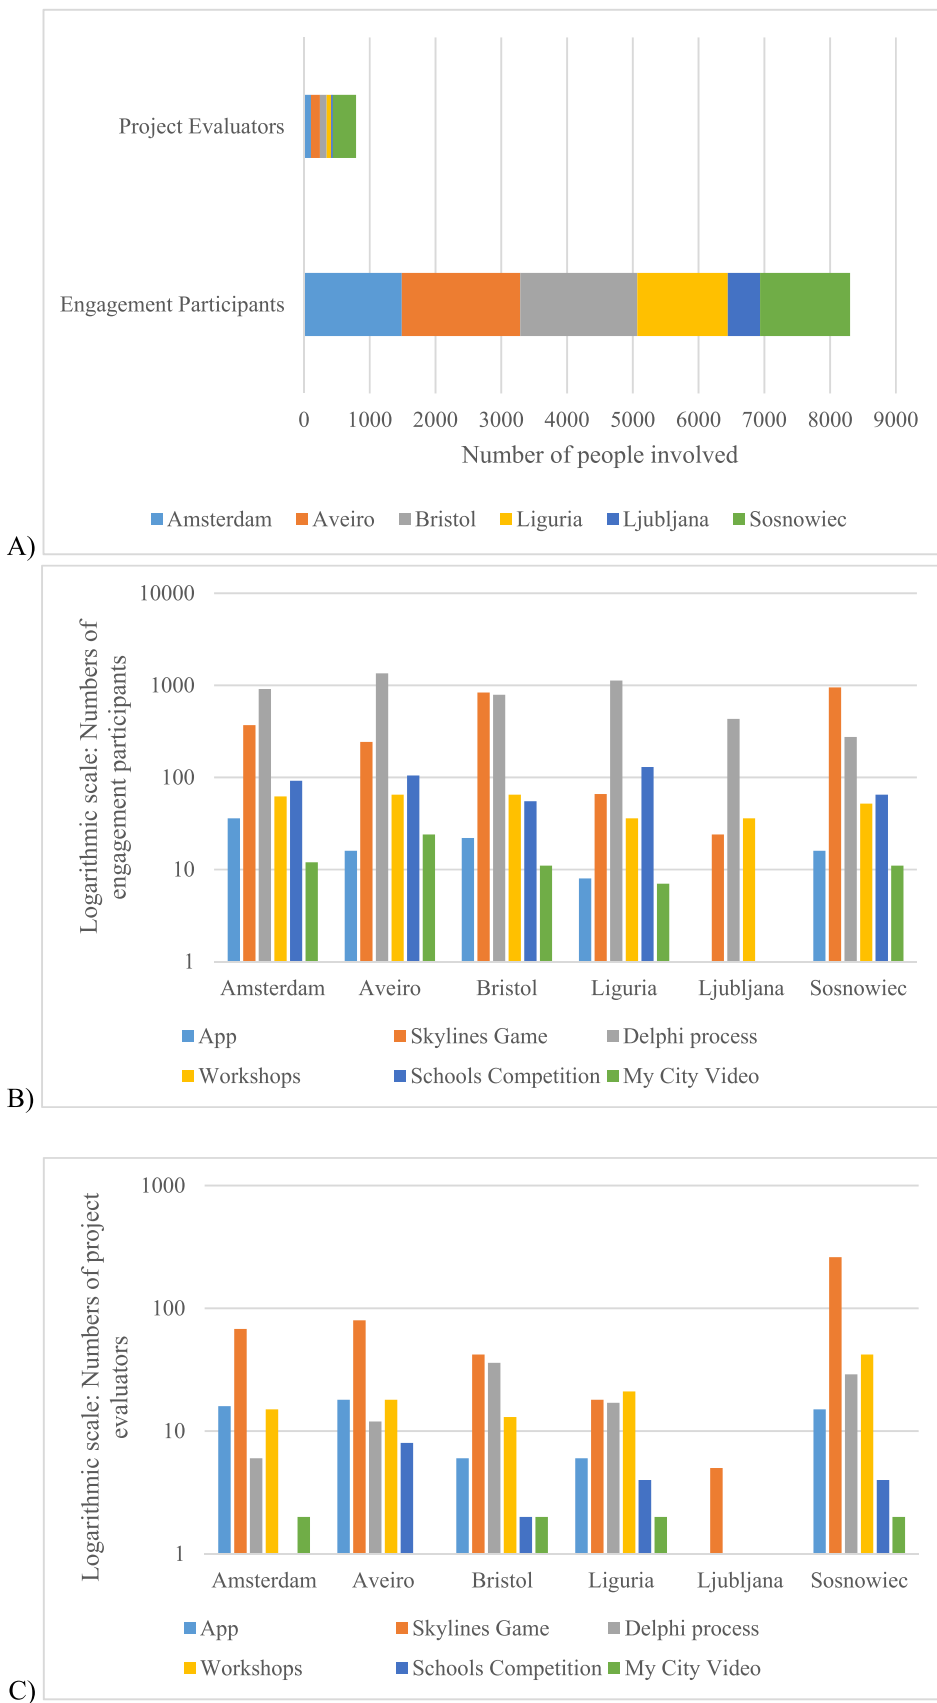 Project Evaluators
Engagement Participants
0 1000 2000 3000 4000 5000 6000 7000 8000 9000
Number of people involved
Amsterdam Aveiro Bristol Liguria Ljubljana Sosnowiec
A)
Logarithmic scale: Numbers of
engagement participants
10000
1000
100
10
1
Amsterdam Aveiro Bristol Liguria Ljubljana Sosnowiec
App Skylines Game Delphi process
Workshops Schools Competition My City Video
B)
Logarithmic scale: Numbers of project
evaluators
1000
100
10
1
Amsterdam Aveiro Bristol Liguria Ljubljana Sosnowiec
App Skylines Game Delphi process
Workshops Schools Competition My City Video
C)